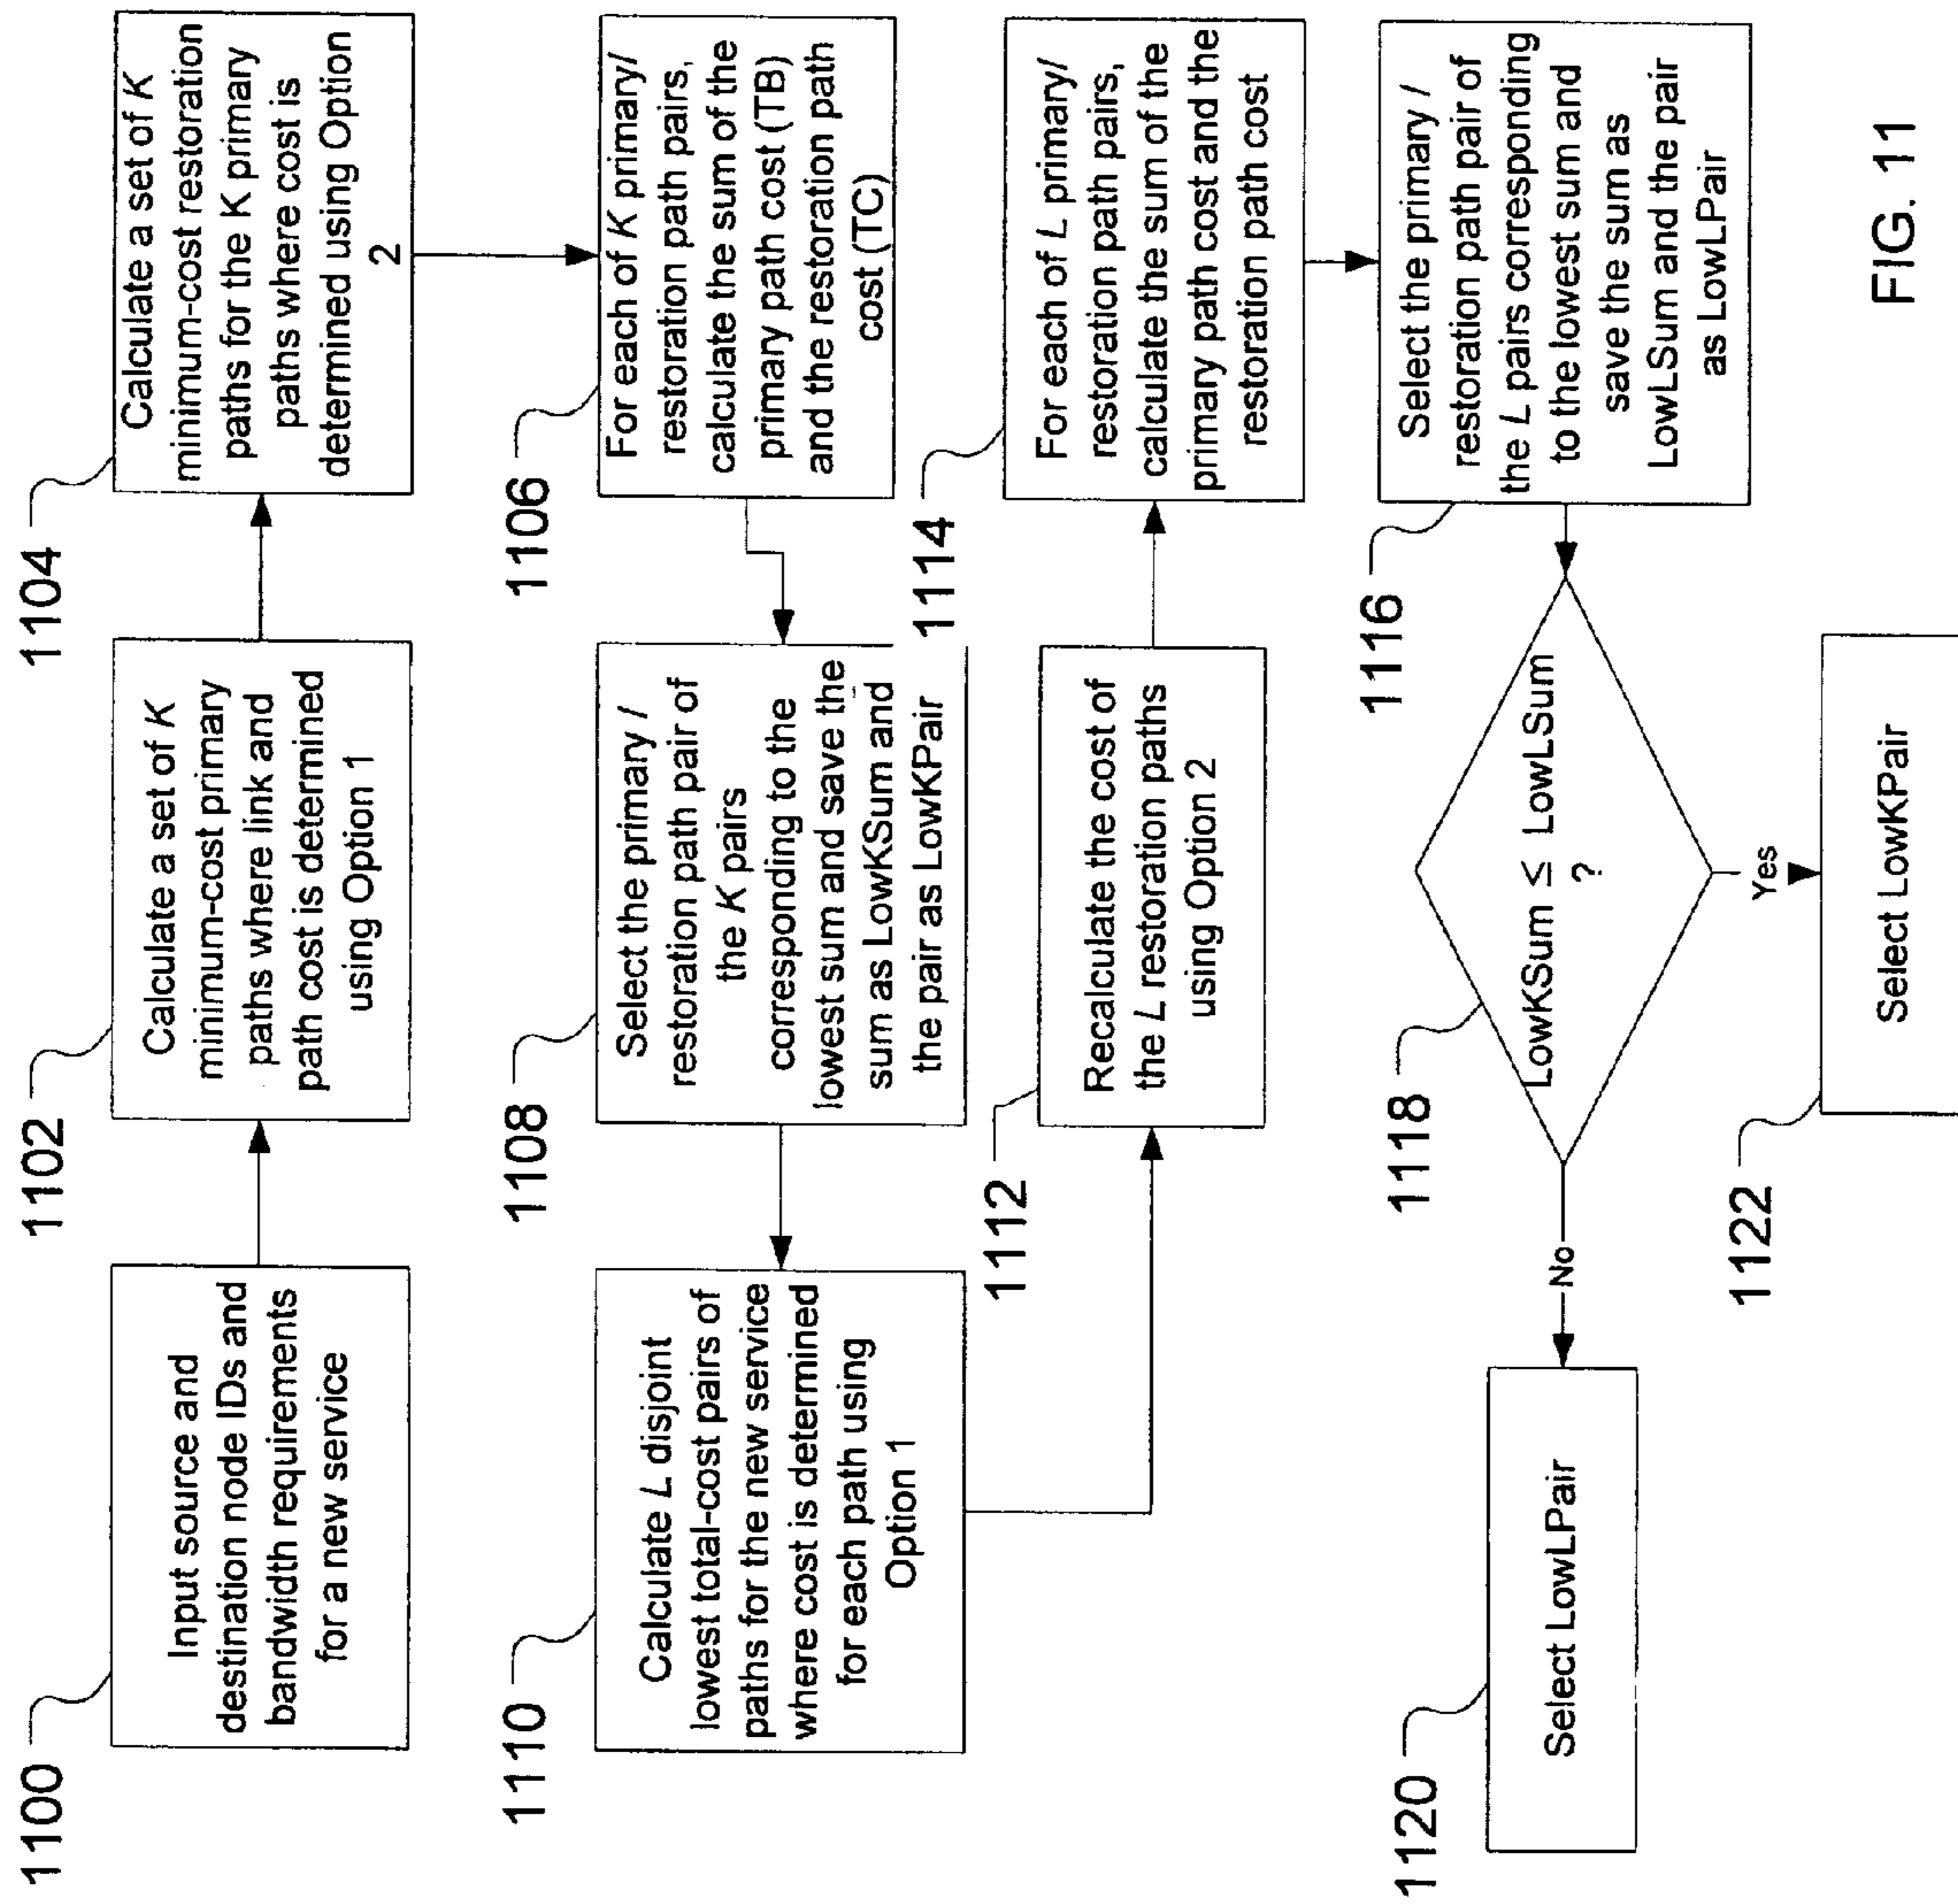 1100
Input source and
destination node IDs and
bandwidth requirements
for a new service
1102
Calculate a set of K
minimum-cost primary
paths where link and
path cost is determined
using Option 1
1104
Calculate a set of K
minimum-cost restoration
paths for the K primary
paths where cost is
determined using Option
2
1106
For each of K primary/
restoration path pairs,
calculate the sum of the
primary path cost (TB)
and the restoration path
cost (TC)
1108
Select the primary /
restoration path pair of
the K pairs
corresponding to the
lowest sum and save the
sum as LowKSum and
the pair as LowKPair
1110
Calculate L disjoint
lowest total-cost pairs of
paths for the new service
where cost is determined
for each path using
Option 1
1112
Recalculate the cost of
the L restoration paths
using Option 2
1114
For each of L primary/
restoration path pairs,
calculate the sum of the
primary path cost and the
restoration path cost
1116
Select the primary /
restoration path pair of
the L pairs corresponding
to the lowest sum and
save the sum as
LowLSum and the pair
as LowLPair
1118
LowKSum ≤ LowLSum
?
No
Yes
1120
Select LowLPair
1122
Select LowKPair
FIG. 11